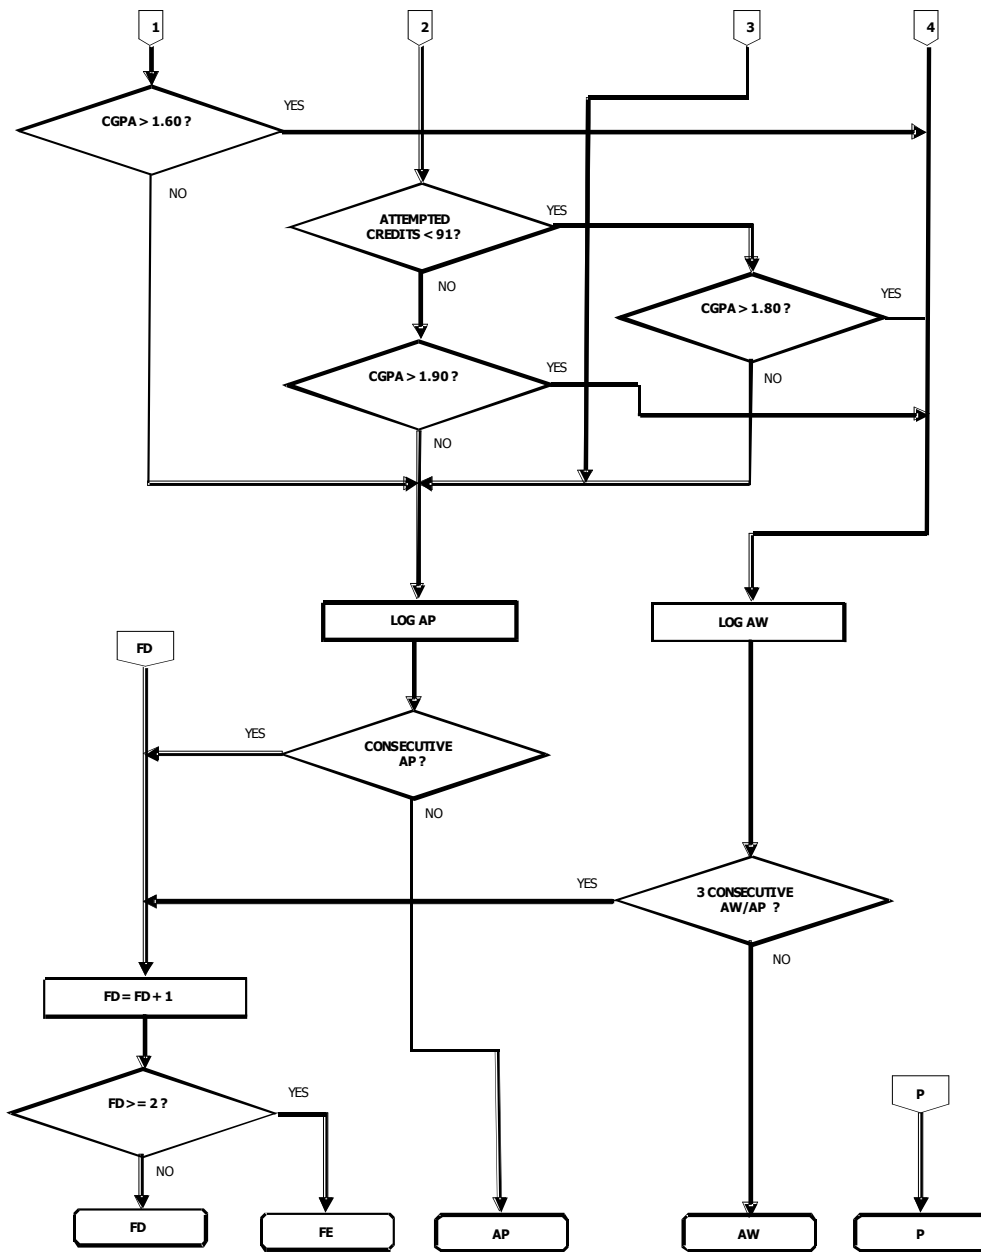 1
2
3
4
CGPA > 1.60 ?
YES
NO
ATTEMPTED
CREDITS < 91?
YES
NO
CGPA > 1.80 ?
YES
NO
CGPA > 1.90 ?
YES
NO
LOG AP
LOG AW
FD
CONSECUTIVE
AP ?
YES
NO
3 CONSECUTIVE
AW/AP ?
YES
NO
FD = FD + 1
FD >= 2 ?
YES
NO
P
FD
FE
AP
AW
P